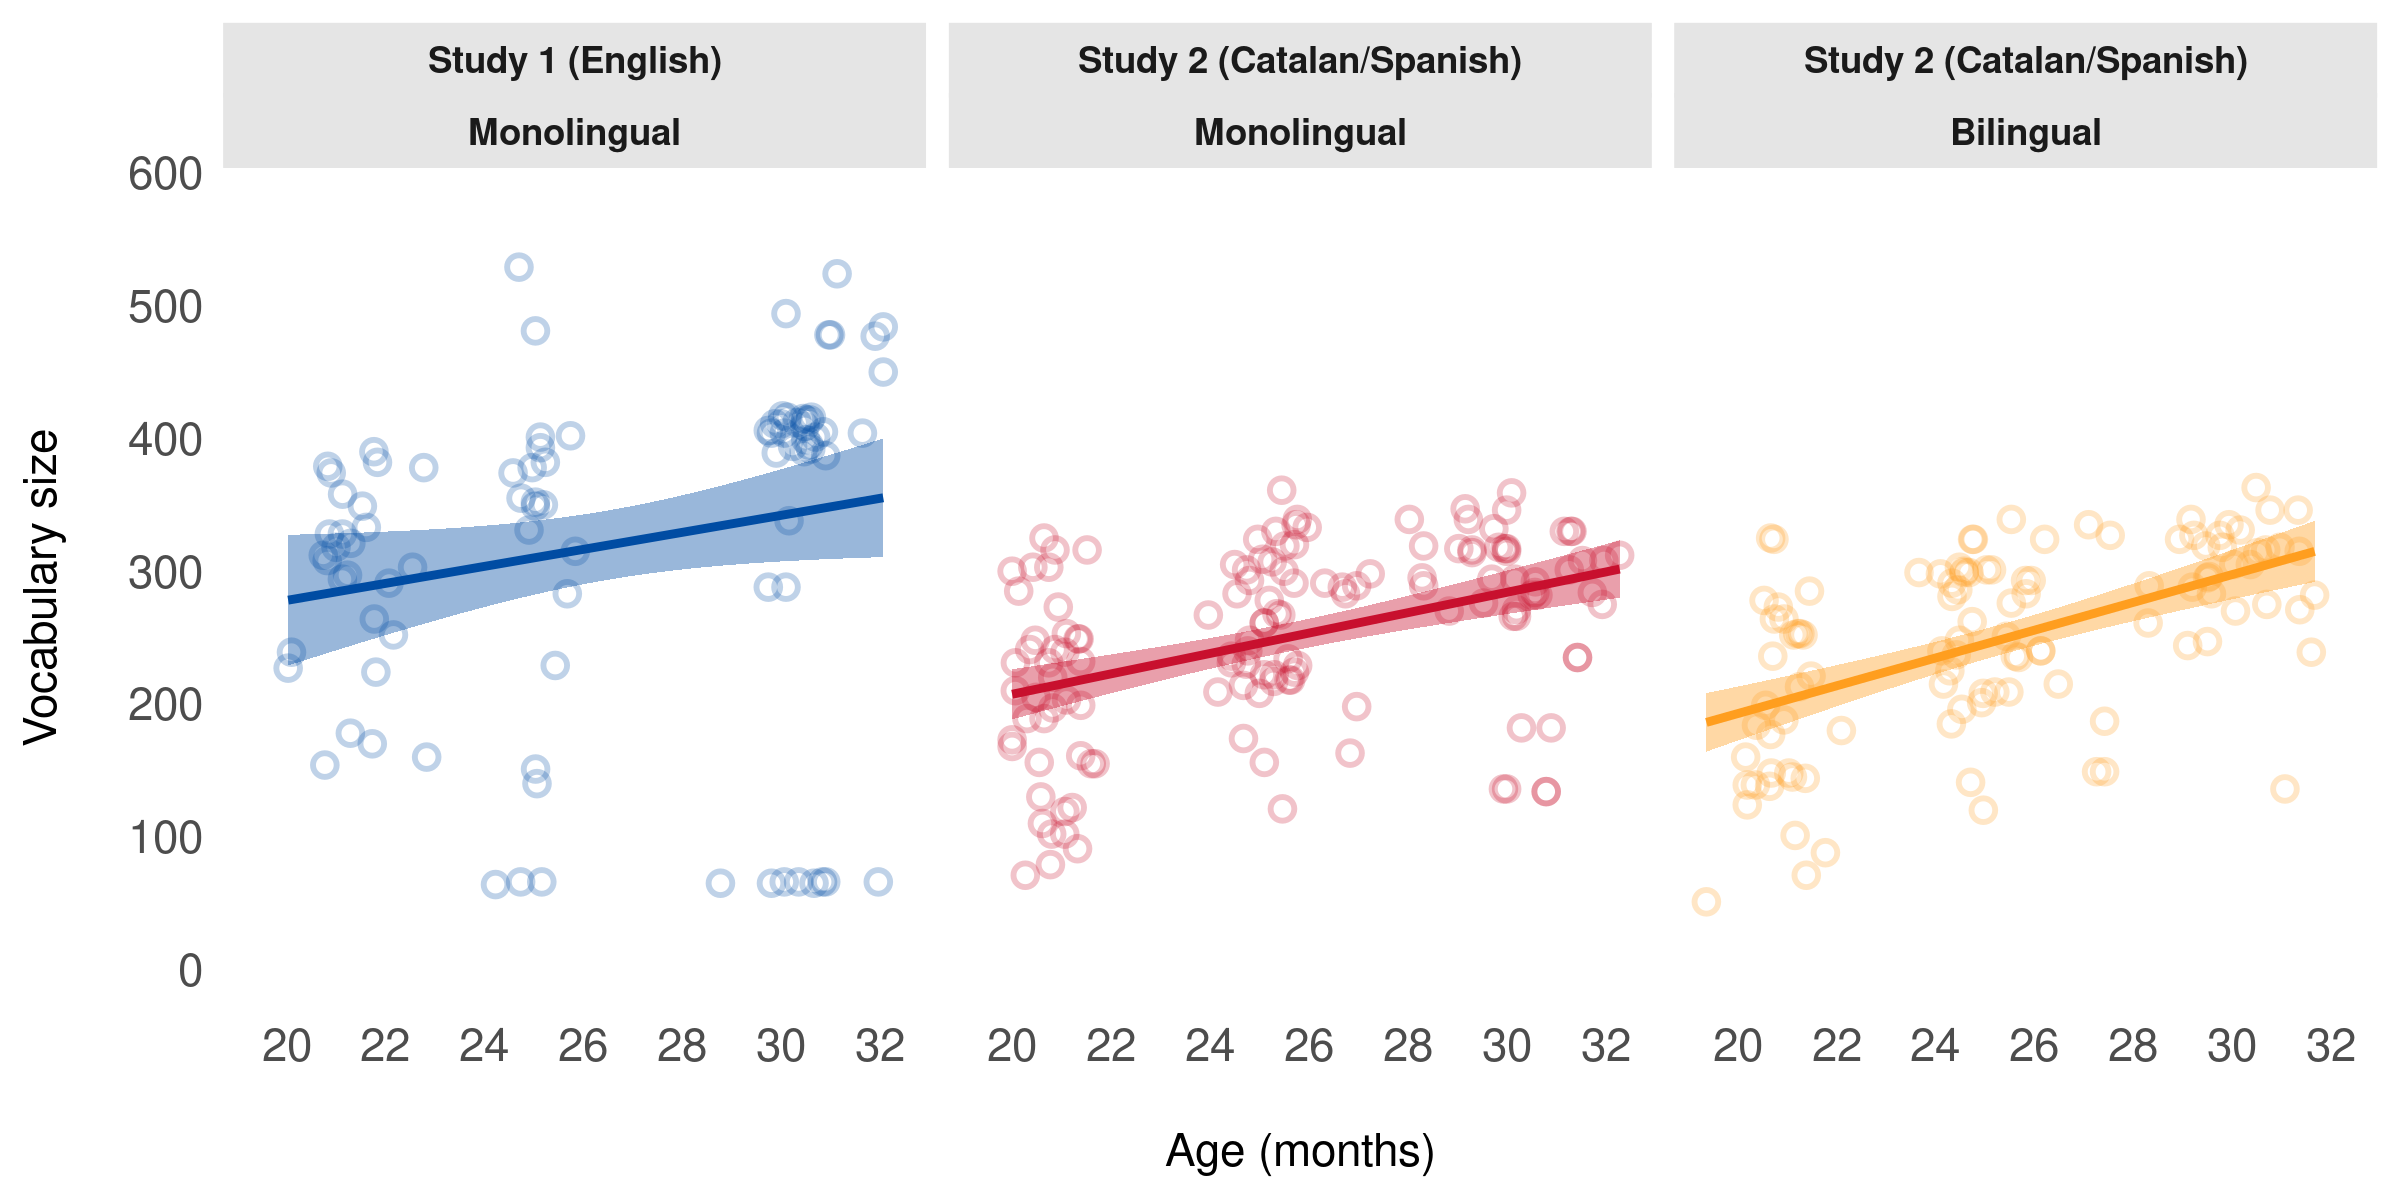 Study 1 (English)
Monolingual
Study 2 (Catalan/Spanish)
Monolingual
Study 2 (Catalan/Spanish)
Bilingual
Vocabulary size
600
500
400
300
200
100
0
20 22 24 26 28 30 32
20 22 24 26 28 30 32
20 22 24 26 28 30 32
Age (months)